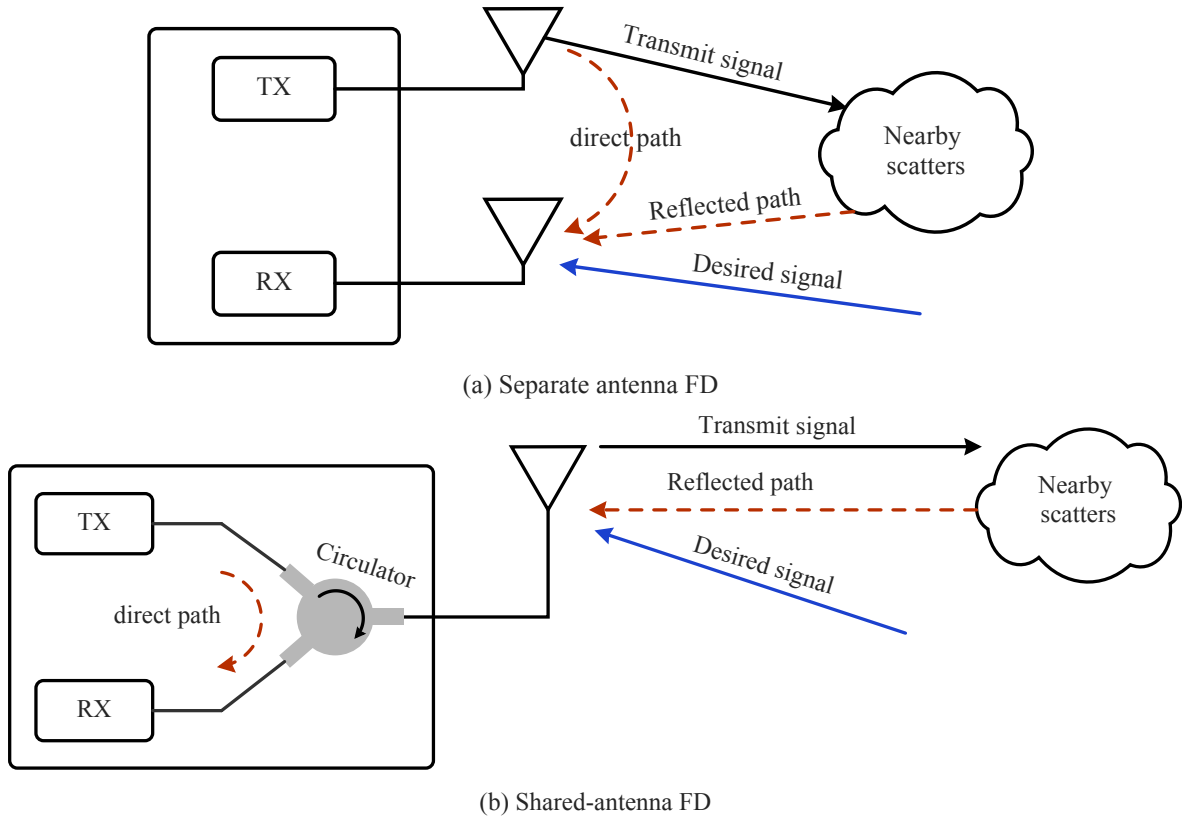 TX
Transmit signal
direct path
Nearby
scatters
Reflected path
RX
Desired signal
(a) Separate antenna FD
Transmit signal
TX
Circulator
Reflected path
Nearby
scatters
direct path
Desired signal
RX
(b) Shared-antenna FD